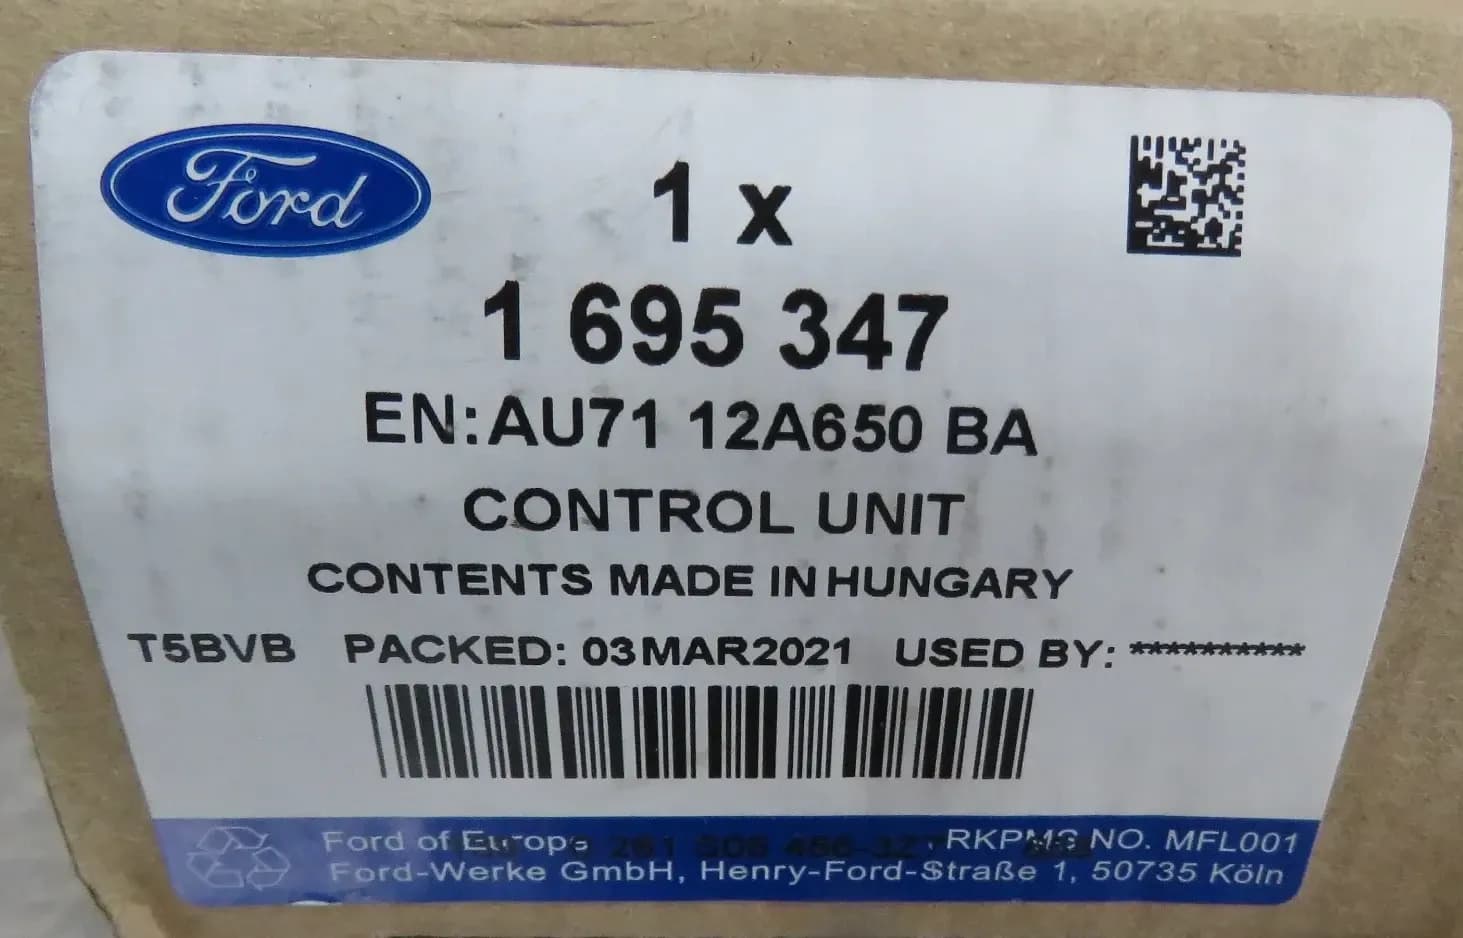 Ford
1 x
1 695 347
EN: AU71 12A650 BA
CONTROL UNIT
CONTENTS MADE IN HUNGARY
T5BVB PACKED: 03MAR2021 USED BY: **********
Ford of Europe RKPMS NO. MFL001
Ford-Werke GmbH, Henry-Ford-Straße 1, 50735 Köln